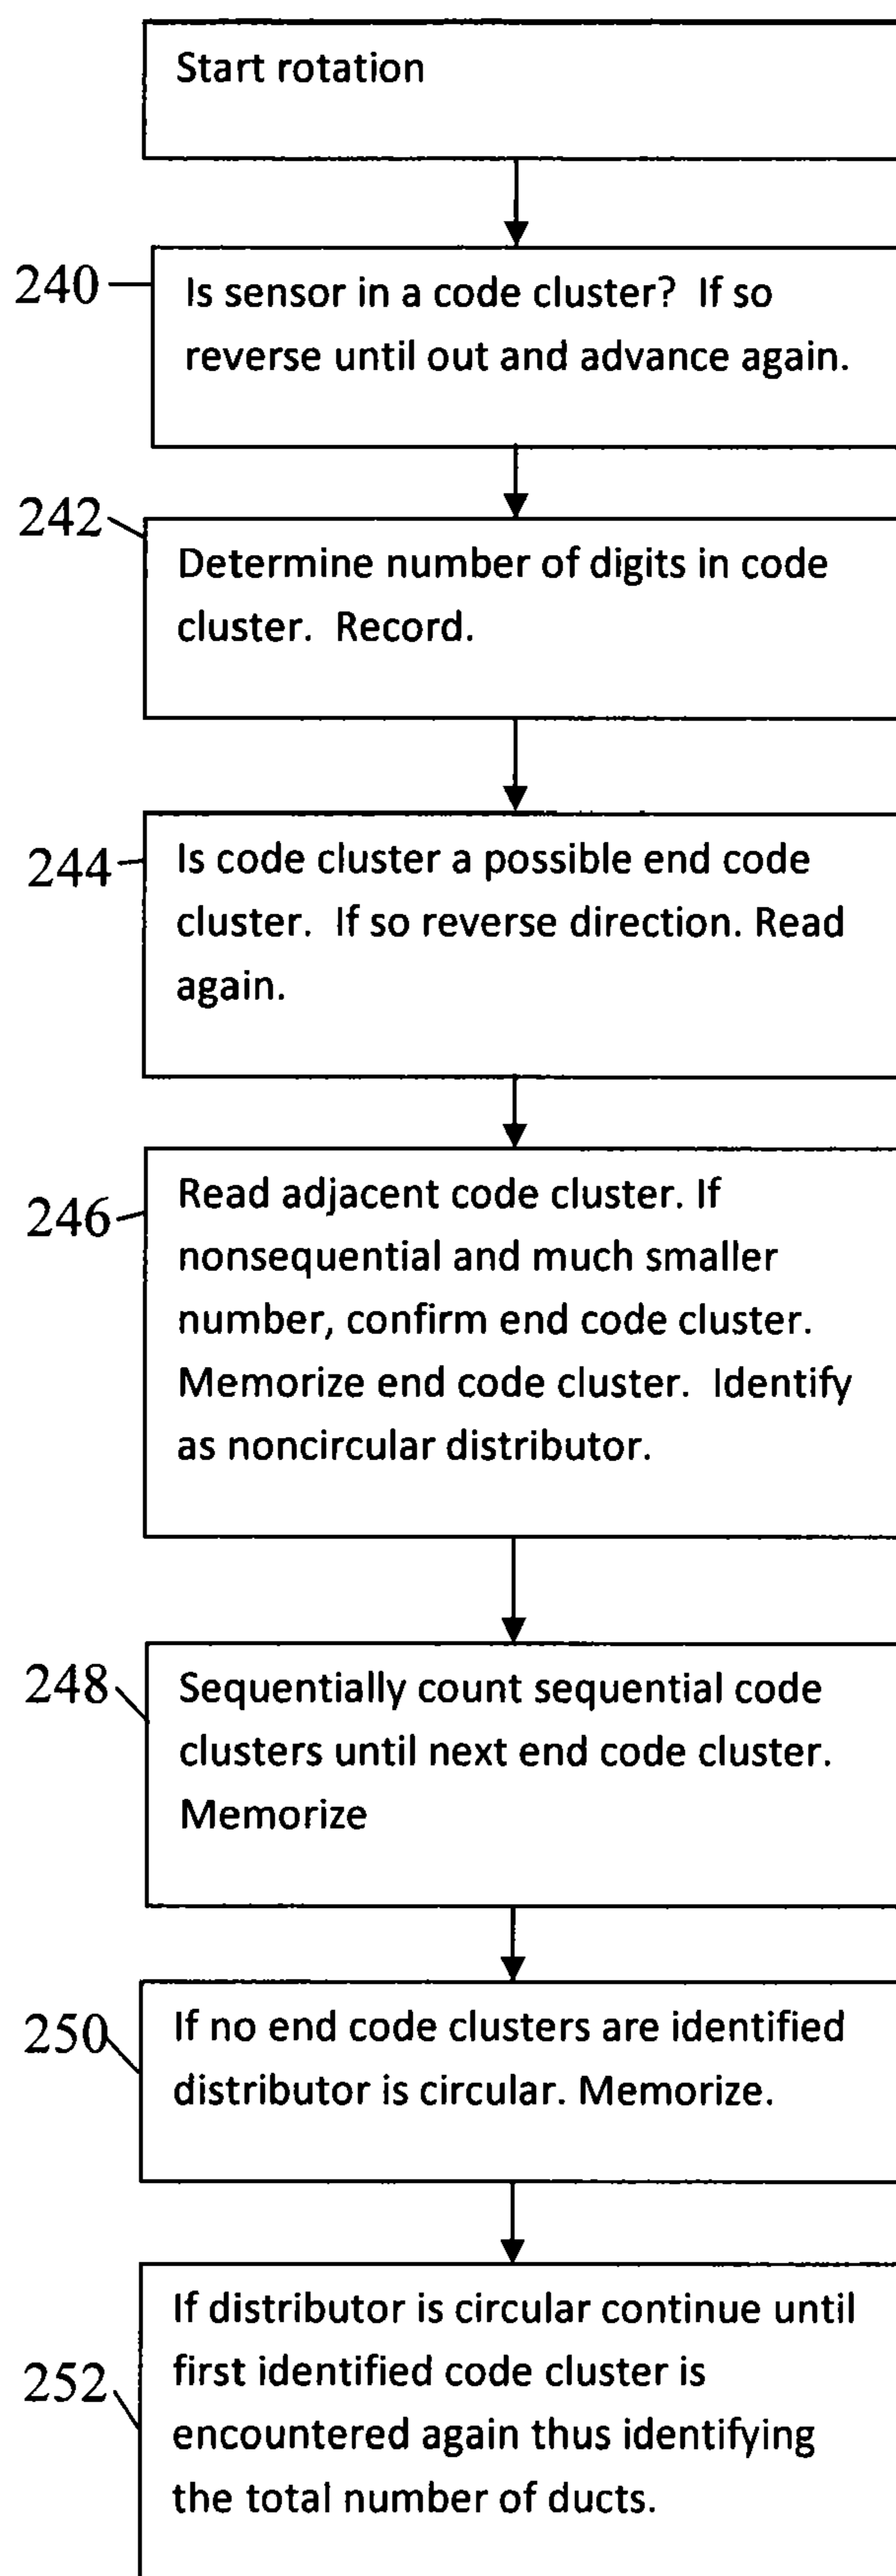 Start rotation
240
Is sensor in a code cluster? If so
reverse until out and advance again.
242
Determine number of digits in code
cluster. Record.
244
Is code cluster a possible end code
cluster. If so reverse direction. Read
again.
246
Read adjacent code cluster. If
nonsequential and much smaller
number, confirm end code cluster.
Memorize end code cluster. Identify
as noncircular distributor.
248
Sequentially count sequential code
clusters until next end code cluster.
Memorize
250
If no end code clusters are identified
distributor is circular. Memorize.
252
If distributor is circular continue until
first identified code cluster is
encountered again thus identifying
the total number of ducts.